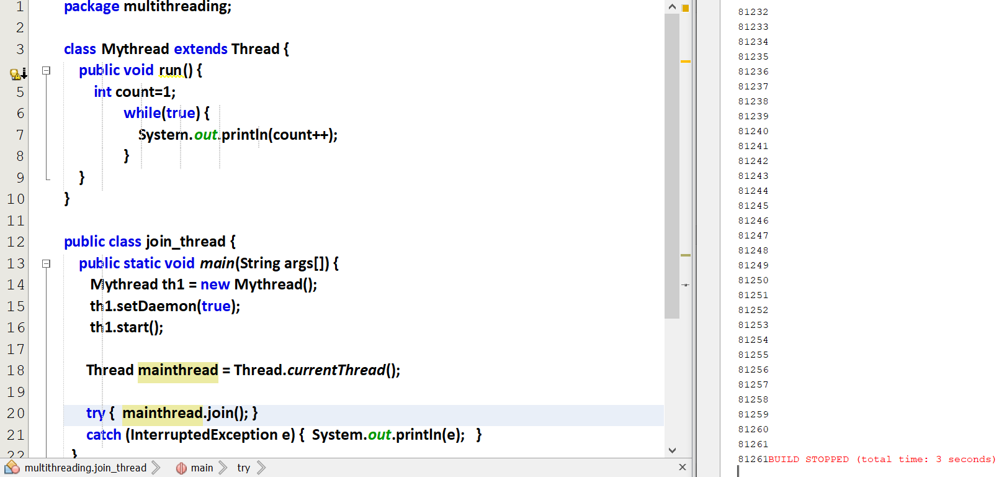 1 package multithreading;
2
3 class Mythread extends Thread {
public void run() {
5 int count=1;
6 while(true) {
7 System.out.println(count++);
8 }
9 }
10 }
11
12 public class join_thread {
13 public static void main(String args[]) {
14 Mythread th1 = new Mythread();
15 th1.setDaemon(true);
16 th1.start();
17
18 Thread mainthread = Thread.currentThread();
19
20 try { mainthread.join(); }
21 catch (InterruptedException e) { System.out.println(e); }
22 }
multithreading.join_thread main try
81232
81233
81234
81235
81236
81237
81238
81239
81240
81241
81242
81243
81244
81245
81246
81247
81248
81249
81250
81251
81252
81253
81254
81255
81256
81257
81258
81259
81260
81261
81261BUILD STOPPED (total time: 3 seconds)